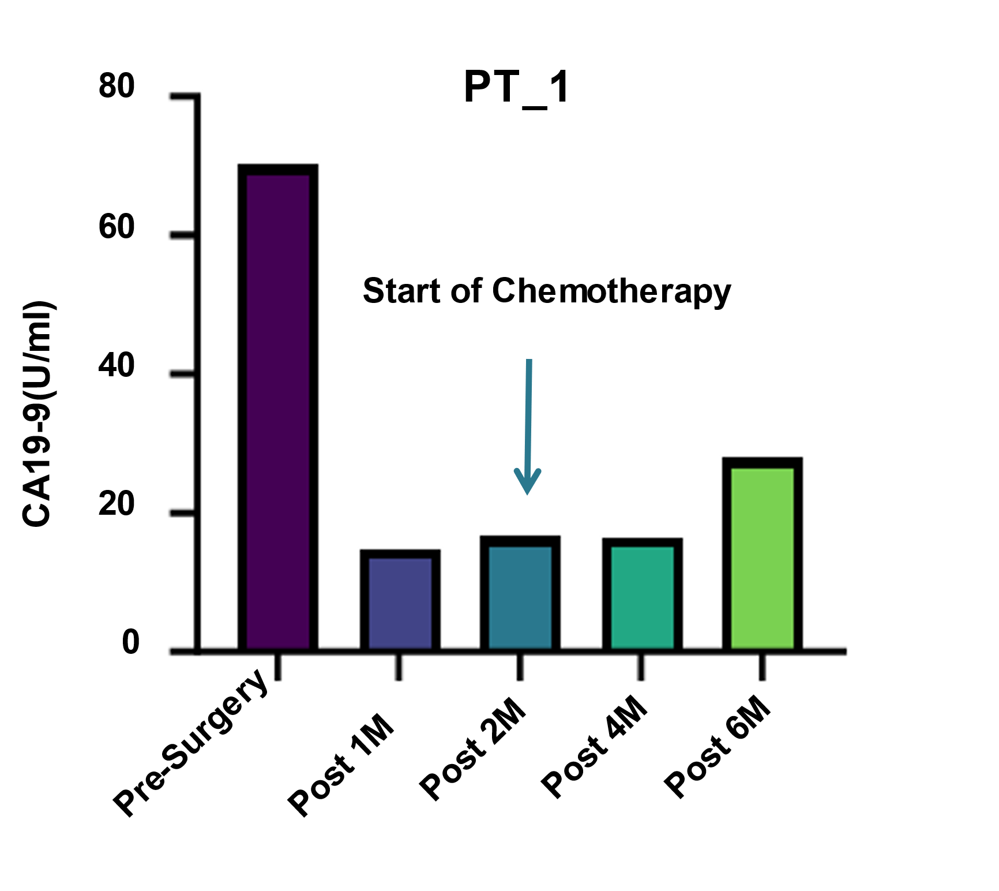 PT_1
80
60
40
20
0
CA19-9(U/ml)
Start of Chemotherapy
Pre-Surgery
Post 1M
Post 2M
Post 4M
Post 6M